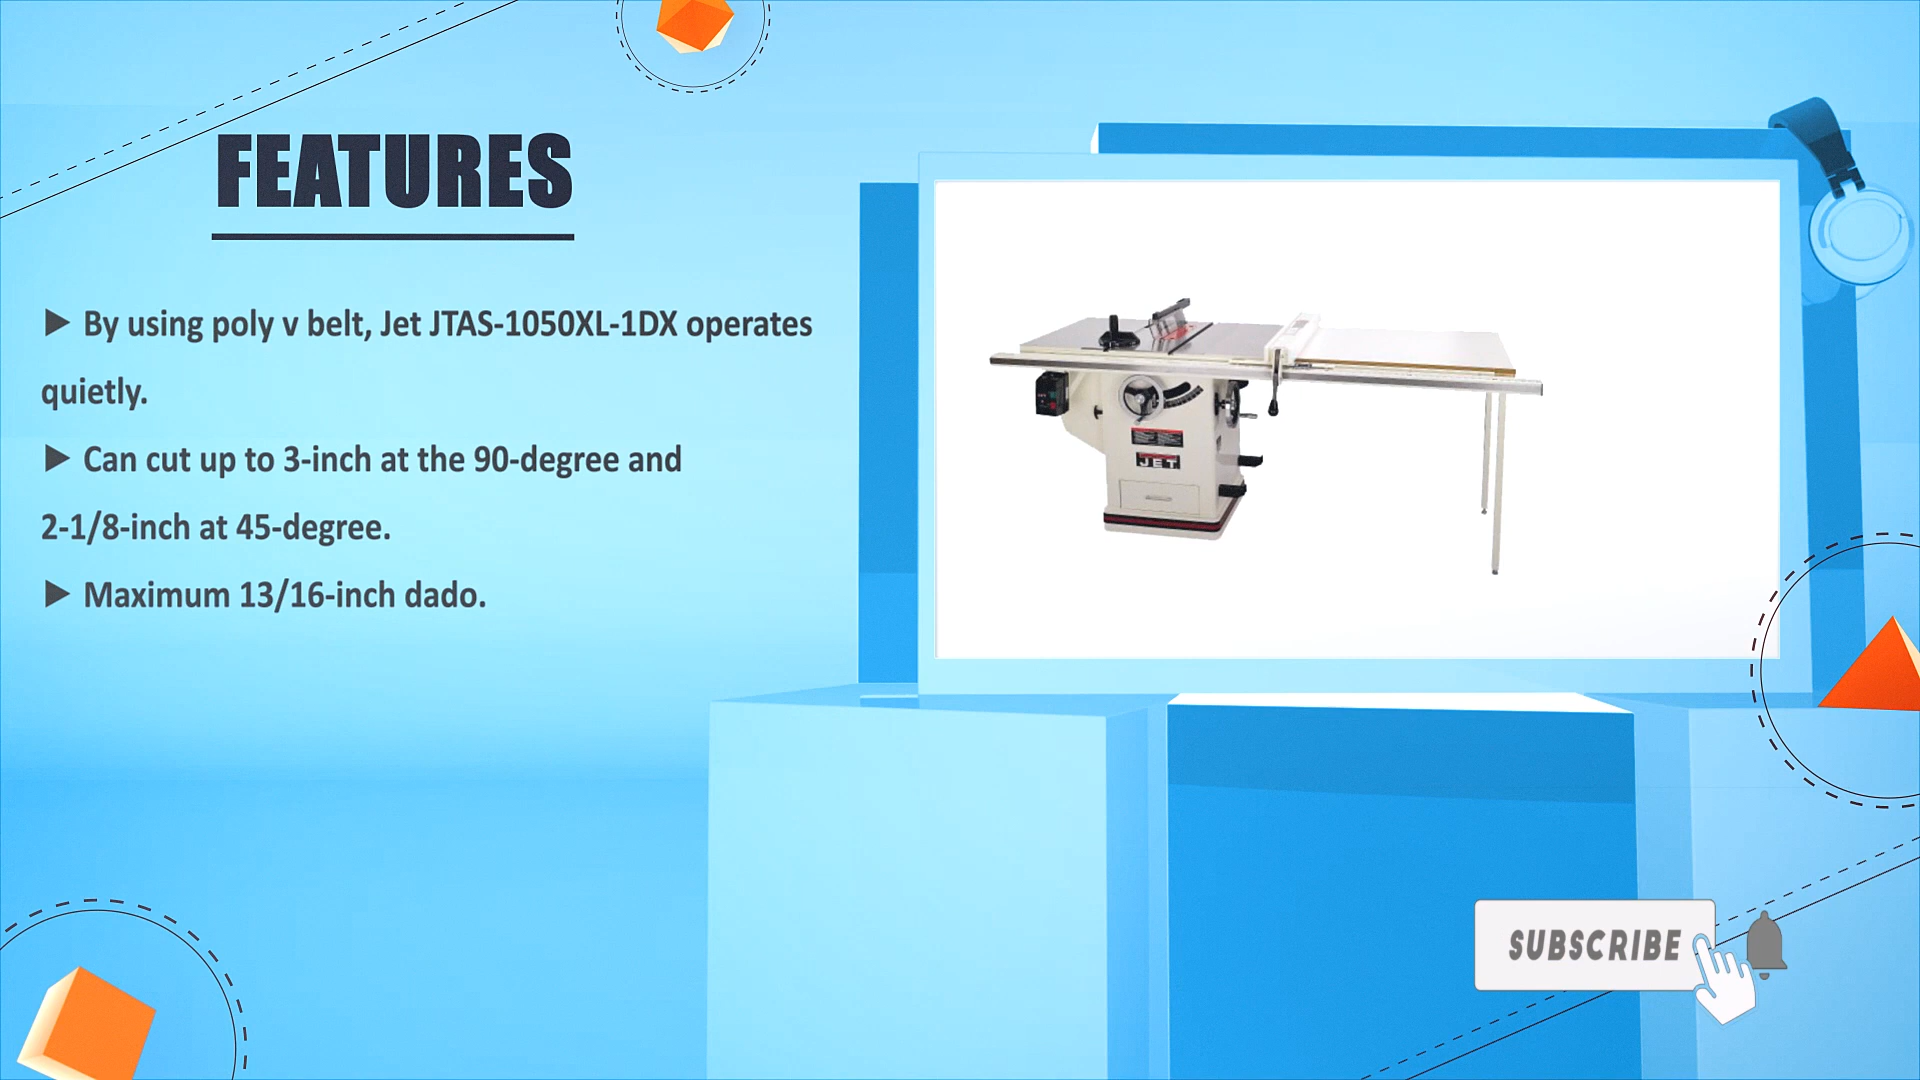 FEATURES
▶ By using poly v belt, Jet JTAS-1050XL-1DX operates
quietly.
▶ Can cut up to 3-inch at the 90-degree and
2-1/8-inch at 45-degree.
▶ Maximum 13/16-inch dado.
JET
SUBSCRIBE